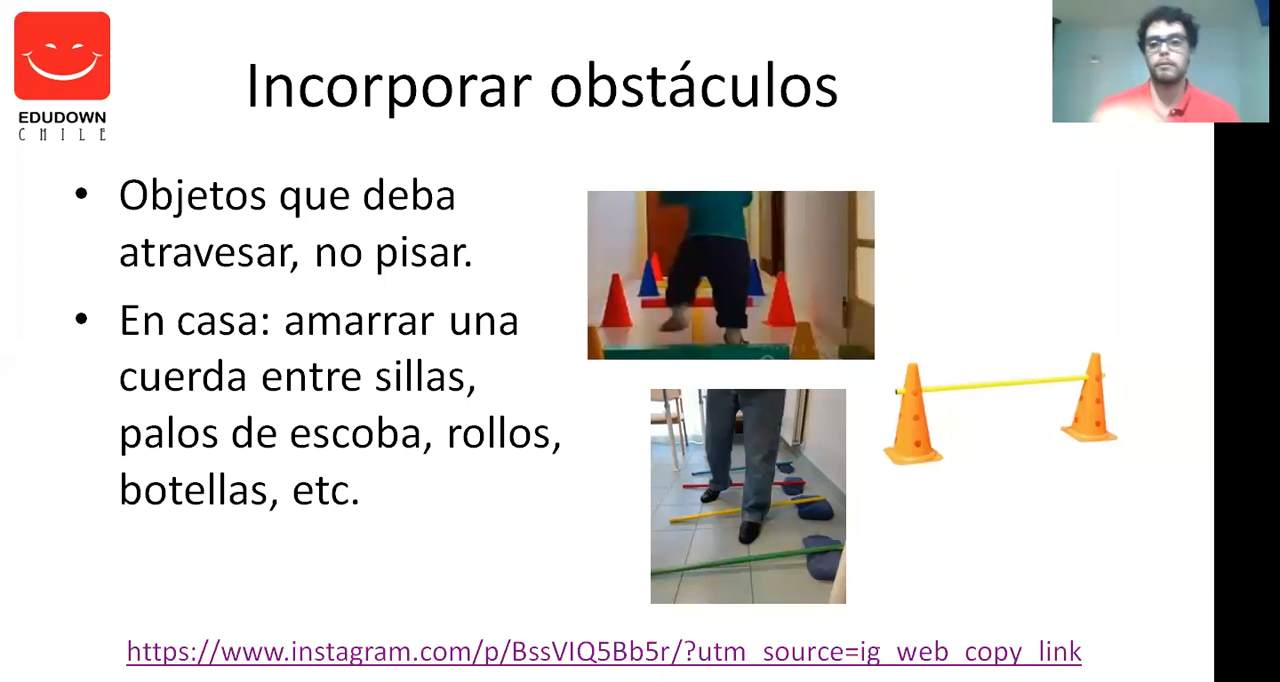 EDUDOWN
CHILE
Incorporar obstáculos
• Objetos que deba
atravesar, no pisar.
• En casa: amarrar una
cuerda entre sillas,
palos de escoba, rollos,
botellas, etc.
https://www.instagram.com/p/BssVIQ5Bb5r/?utm_source=ig_web_copy_link